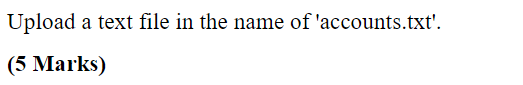 Upload a text file in the name of 'accounts.txt'.
(5 Marks)